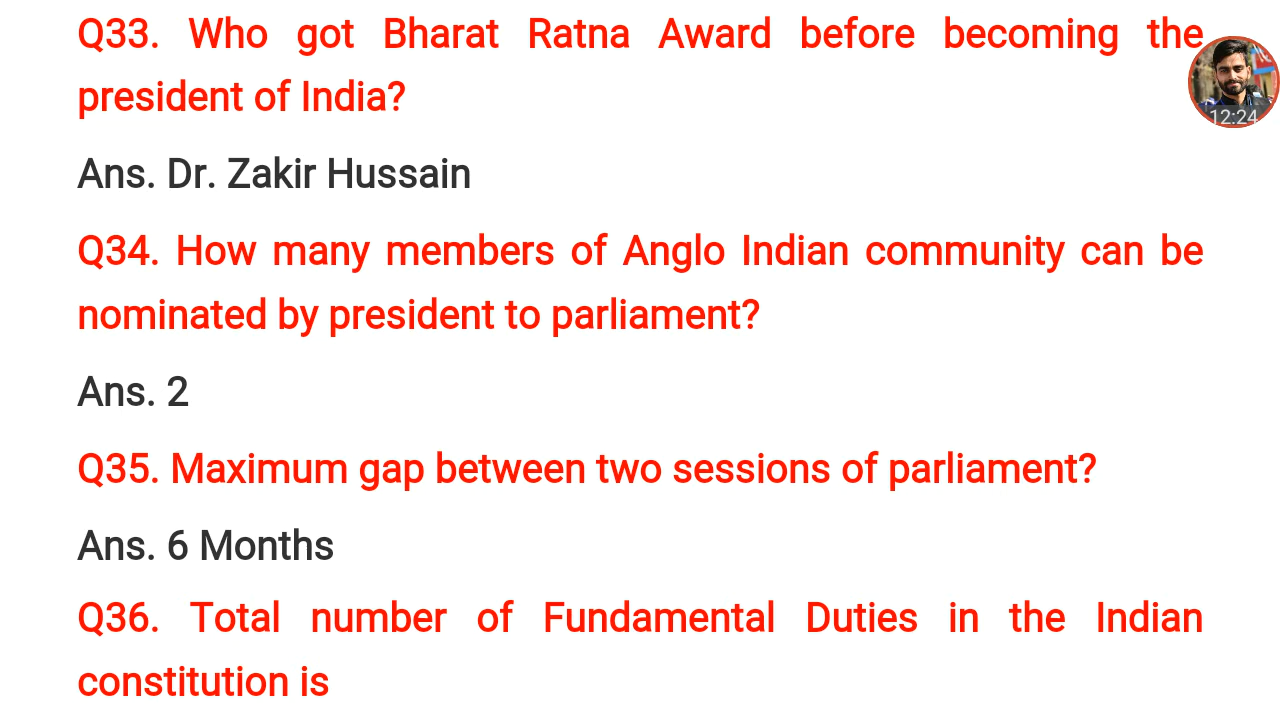 Q33. Who got Bharat Ratna Award before becoming the
president of India?
Ans. Dr. Zakir Hussain
Q34. How many members of Anglo Indian community can be
nominated by president to parliament?
Ans. 2
Q35. Maximum gap between two sessions of parliament?
Ans. 6 Months
Q36. Total number of Fundamental Duties in the Indian
constitution is
12:24